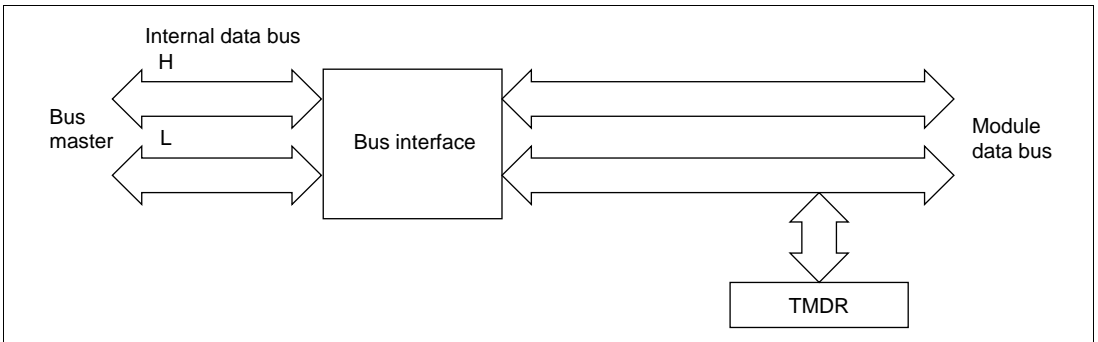 Internal data bus
H
Bus
master
L
Bus interface
Module
data bus
TMDR